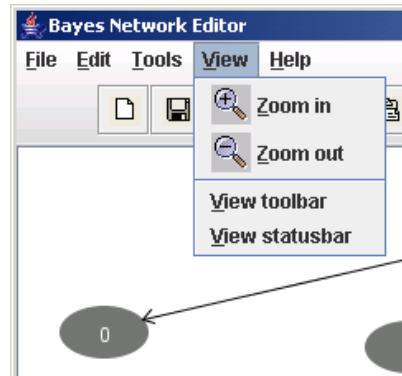 Bayes Network Editor
File Edit Tools View Help
Zoom in
Zoom out
View toolbar
View statusbar
0